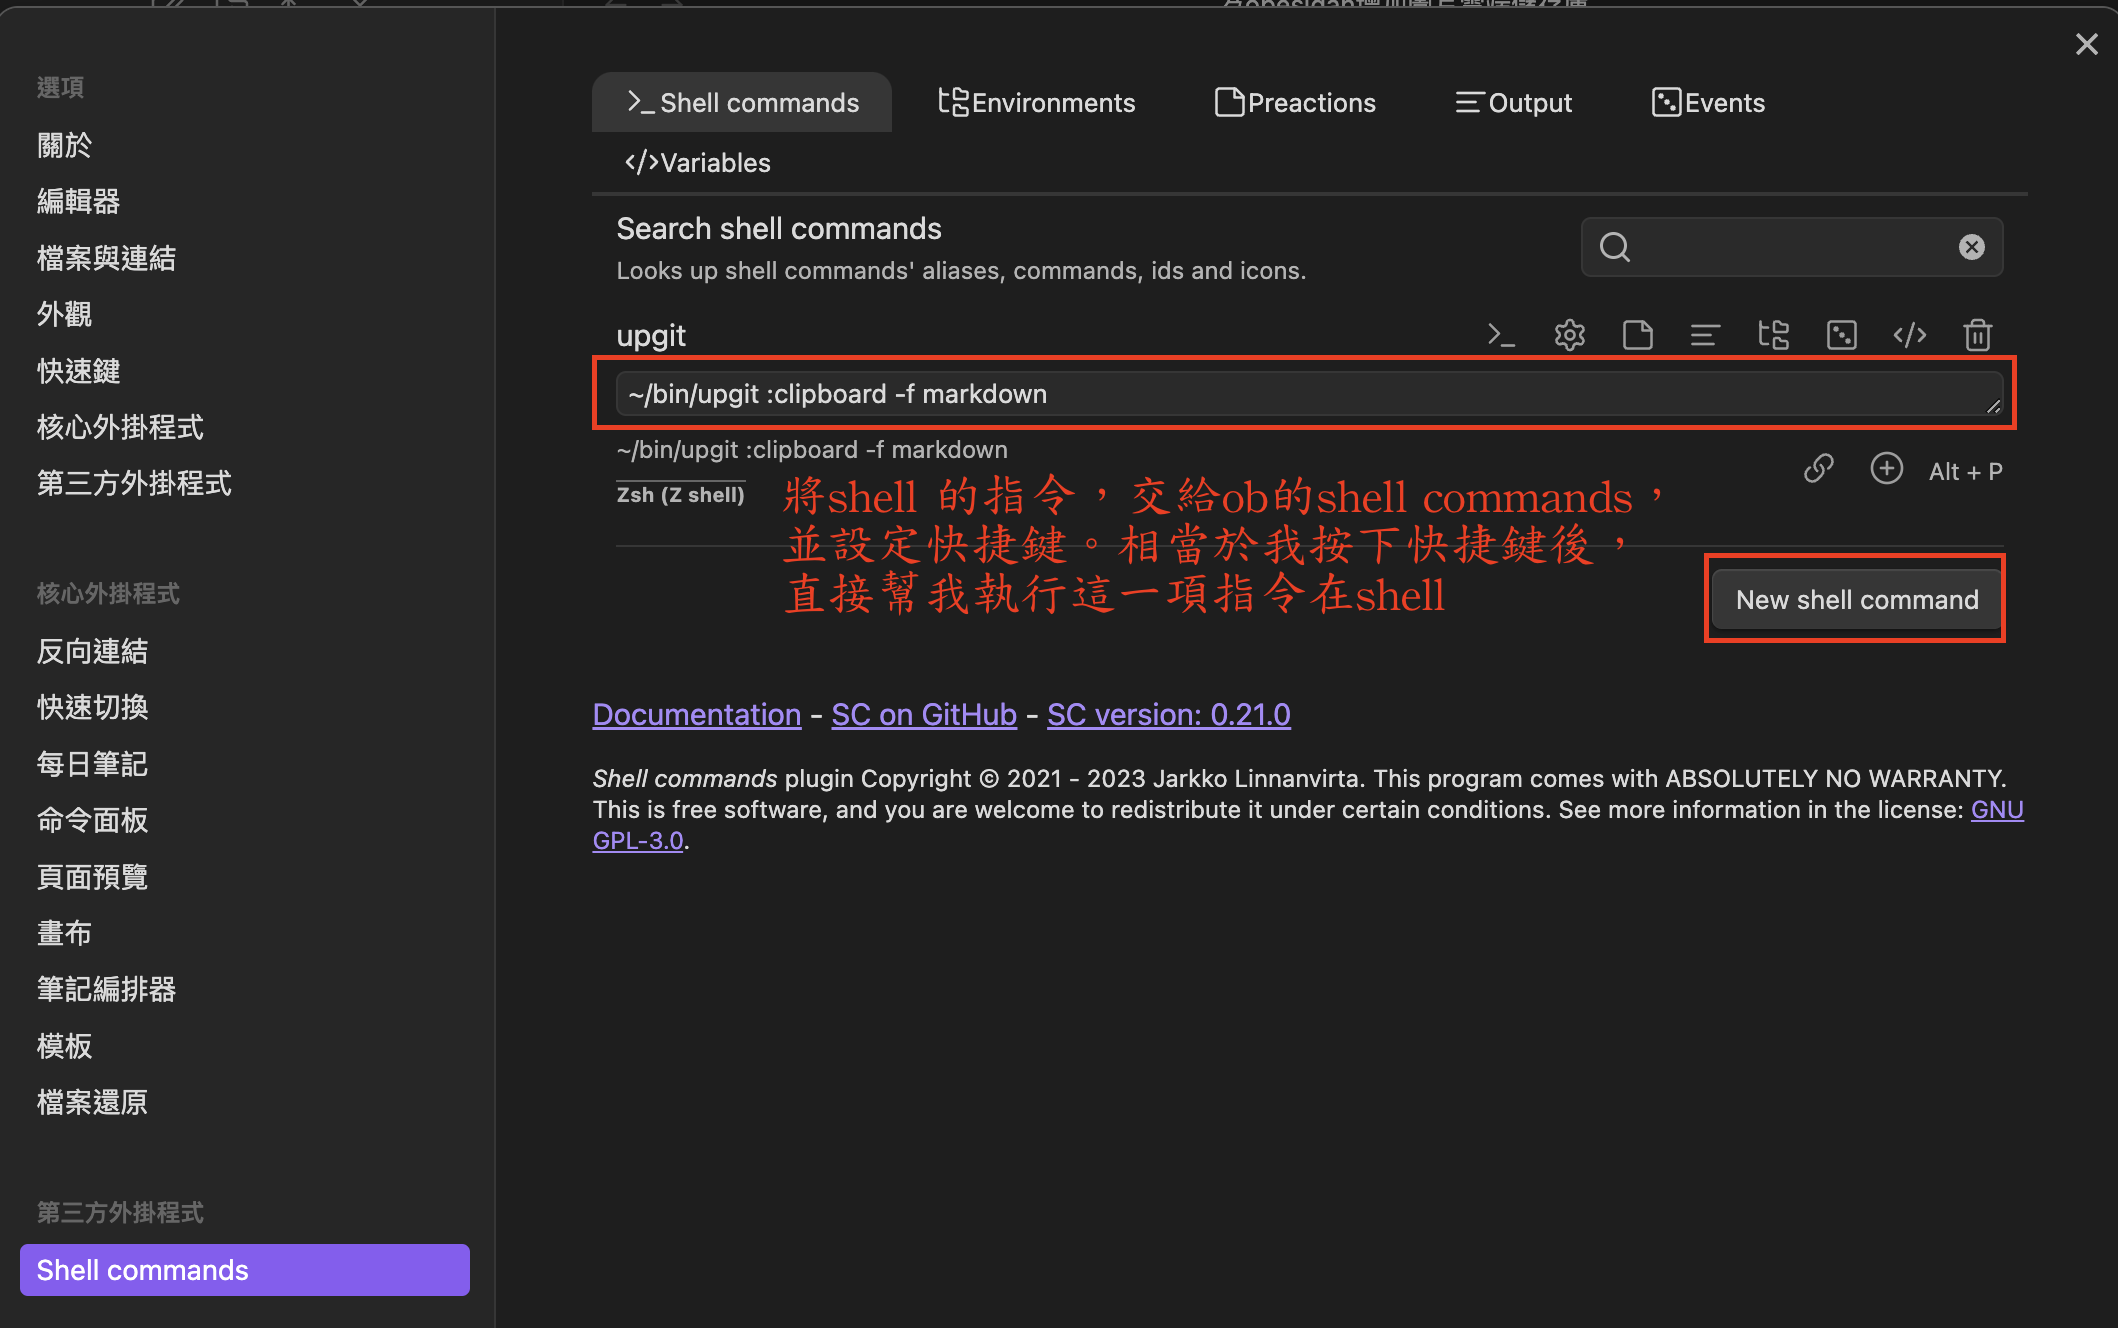 選項
關於
編輯器
檔案與連結
外觀
快速鍵
核心外掛程式
第三方外掛程式
核心外掛程式
反向連結
快速切換
每日筆記
命令面板
頁面預覽
畫布
筆記編排器
模板
檔案還原
第三方外掛程式
Shell commands
Shell commands Environments Preactions Output Events
Variables
Search shell commands
Looks up shell commands' aliases, commands, ids and icons.
upgit
~/bin/upgit :clipboard -f markdown
~/bin/upgit :clipboard -f markdown
Zsh (Z shell)
Alt + P
將shell 的指令，交給ob的shell commands，
並設定快捷鍵。相當於我按下快捷鍵後，
直接幫我執行這一項指令在shell
New shell command
Documentation - SC on GitHub - SC version: 0.21.0
Shell commands plugin Copyright © 2021 - 2023 Jarkko Linnanvirta. This program comes with ABSOLUTELY NO WARRANTY.
This is free software, and you are welcome to redistribute it under certain conditions. See more information in the license: GNU
GPL-3.0.